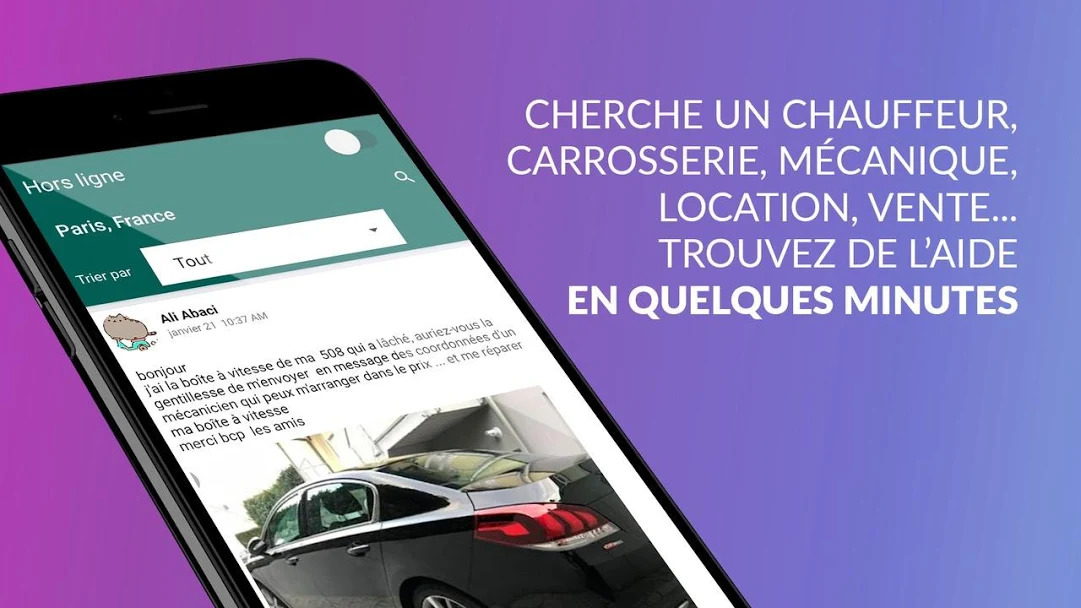 Hors ligne
Paris, France
Trier par
Tout
Ali Abaci
janvier 21 10:37 AM
bonjour
j'ai la boîte à vitesse de ma 508 qui a lâché, auriez-vous la
gentillesse de m'envoyer en message des coordonnées d'un
mécanicien qui peux m'arranger dans le prix ... et me réparer
ma boîte à vitesse
merci bcp les amis
CHERCHE UN CHAUFFEUR,
CARROSSERIE, MÉCANIQUE,
LOCATION, VENTE...
TROUVEZ DE L'AIDE
EN QUELQUES MINUTES